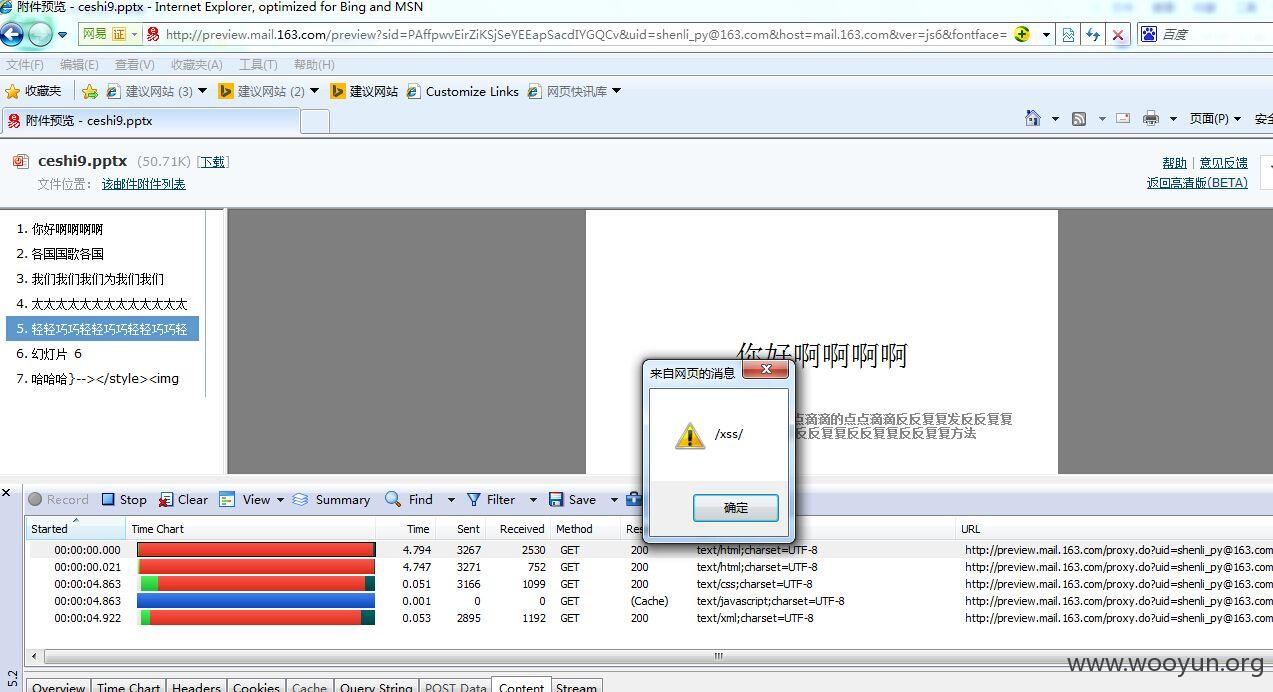 附件预览 - ceshi9.pptx - Internet Explorer, optimized for Bing and MSN
网易 证 http://preview.mail.163.com/preview?sid=PAffpwvEirZiKSjSeYEEapSacdIYGQCv&uid=shenli_py@163.com&host=mail.163.com&ver=js6&fontface= 百度
文件(F) 编辑(E) 查看(V) 收藏夹(A) 工具(T) 帮助(H)
收藏夹 建议网站 (3) 建议网站 (2) 建议网站 Customize Links 网页快讯库
附件预览 - ceshi9.pptx 页面(P) 安全
ceshi9.pptx (50.71K) [下载] 帮助 | 意见反馈
文件位置： 该邮件附件列表 返回高清版(BETA)
1. 你好啊啊啊啊
2. 各国国歌各国
3. 我们我们我们为我们我们
4. 太太太太太太太太太太太太太
5. 轻轻巧巧轻轻巧巧轻轻巧巧轻
6. 幻灯片 6
7. 哈哈哈}--></style><img
你好啊啊啊啊
点滴滴的点点滴滴反反复复发反反复复
反反复复反反复复反反复复方法
来自网页的消息
/xss/
确定
Record Stop Clear View Summary Find Filter Save
Started Time Chart Time Sent Received Method Res URL
00:00:00.000 4.794 3267 2530 GET 200 text/html;charset=UTF-8 http://preview.mail.163.com/proxy.do?uid=shenli_py@163.com
00:00:00.021 4.747 3271 752 GET 200 text/html;charset=UTF-8 http://preview.mail.163.com/proxy.do?uid=shenli_py@163.com
00:00:04.863 0.051 3166 1099 GET 200 text/css;charset=UTF-8 http://preview.mail.163.com/proxy.do?uid=shenli_py@163.com
00:00:04.863 0.001 0 0 GET (Cache) text/javascript;charset=UTF-8 http://preview.mail.163.com/proxy.do?uid=shenli_py@163.com
00:00:04.922 0.053 2895 1192 GET 200 text/xml;charset=UTF-8 http://preview.mail.163.com/proxy.do?uid=shenli_py@163.com
www.wooyun.org
5.2
Overview Time Chart Headers Cookies Cache Query String POST Data Content Stream